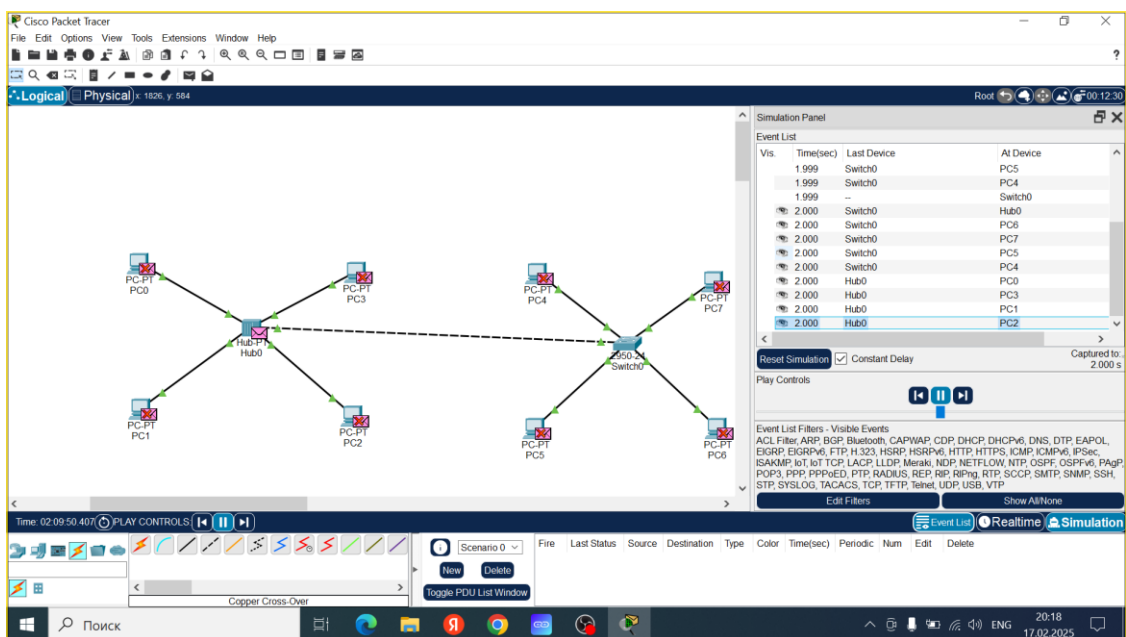 Cisco Packet Tracer
File Edit Options View Tools Extensions Window Help
?
Logical Physical x: 1826, y: 584 Root 00:12:30
Simulation Panel
Event List
Vis. Time(sec) Last Device At Device
1.999 Switch0 PC5
1.999 Switch0 PC4
1.999 -- Switch0
2.000 Switch0 Hub0
2.000 Switch0 PC6
2.000 Switch0 PC7
2.000 Switch0 PC5
2.000 Switch0 PC4
2.000 Hub0 PC0
2.000 Hub0 PC3
2.000 Hub0 PC1
2.000 Hub0 PC2
Reset Simulation Constant Delay Captured to:
2.000 s
Play Controls
Event List Filters - Visible Events
ACL Filter, ARP, BGP, Bluetooth, CAPWAP, CDP, DHCP, DHCPv6, DNS, DTP, EAPOL,
EIGRP, EIGRPv6, FTP, H.323, HSRP, HSRPv6, HTTP, HTTPS, ICMP, ICMPv6, IPSec,
ISAKMP, IoT, IoT TCP, LACP, LLDP, Meraki, NDP, NETFLOW, NTP, OSPF, OSPFv6, PAgP,
POP3, PPP, PPPoED, PTP, RADIUS, REP, RIP, RIPng, RTP, SCCP, SMTP, SNMP, SSH,
STP, SYSLOG, TACACS, TCP, TFTP, Telnet, UDP, USB, VTP
Edit Filters Show All/None
PC-PT
PC0
PC-PT
PC3
PC-PT
PC4
PC-PT
PC7
Hub-PT
Hub0
2950-24
Switch0
PC-PT
PC1
PC-PT
PC2
PC-PT
PC5
PC-PT
PC6
Time: 02:09:50.407 PLAY CONTROLS: Event List Realtime Simulation
Scenario 0 Fire Last Status Source Destination Type Color Time(sec) Periodic Num Edit Delete
New Delete
Toggle PDU List Window
Copper Cross-Over
Поиск
ENG
20:18
17.02.2025